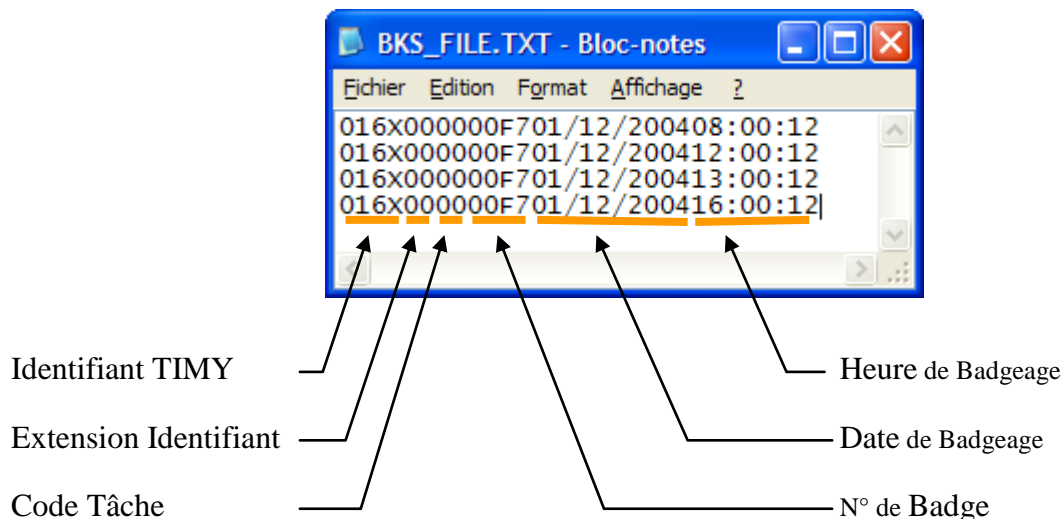 BKS_FILE.TXT - Bloc-notes
Fichier Edition Format Affichage ?
016X000000F701/12/200408:00:12
016X000000F701/12/200412:00:12
016X000000F701/12/200413:00:12
016X000000F701/12/200416:00:12
Identifiant TIMY
Heure de Badgeage
Extension Identifiant
Date de Badgeage
Code Tâche
N° de Badge